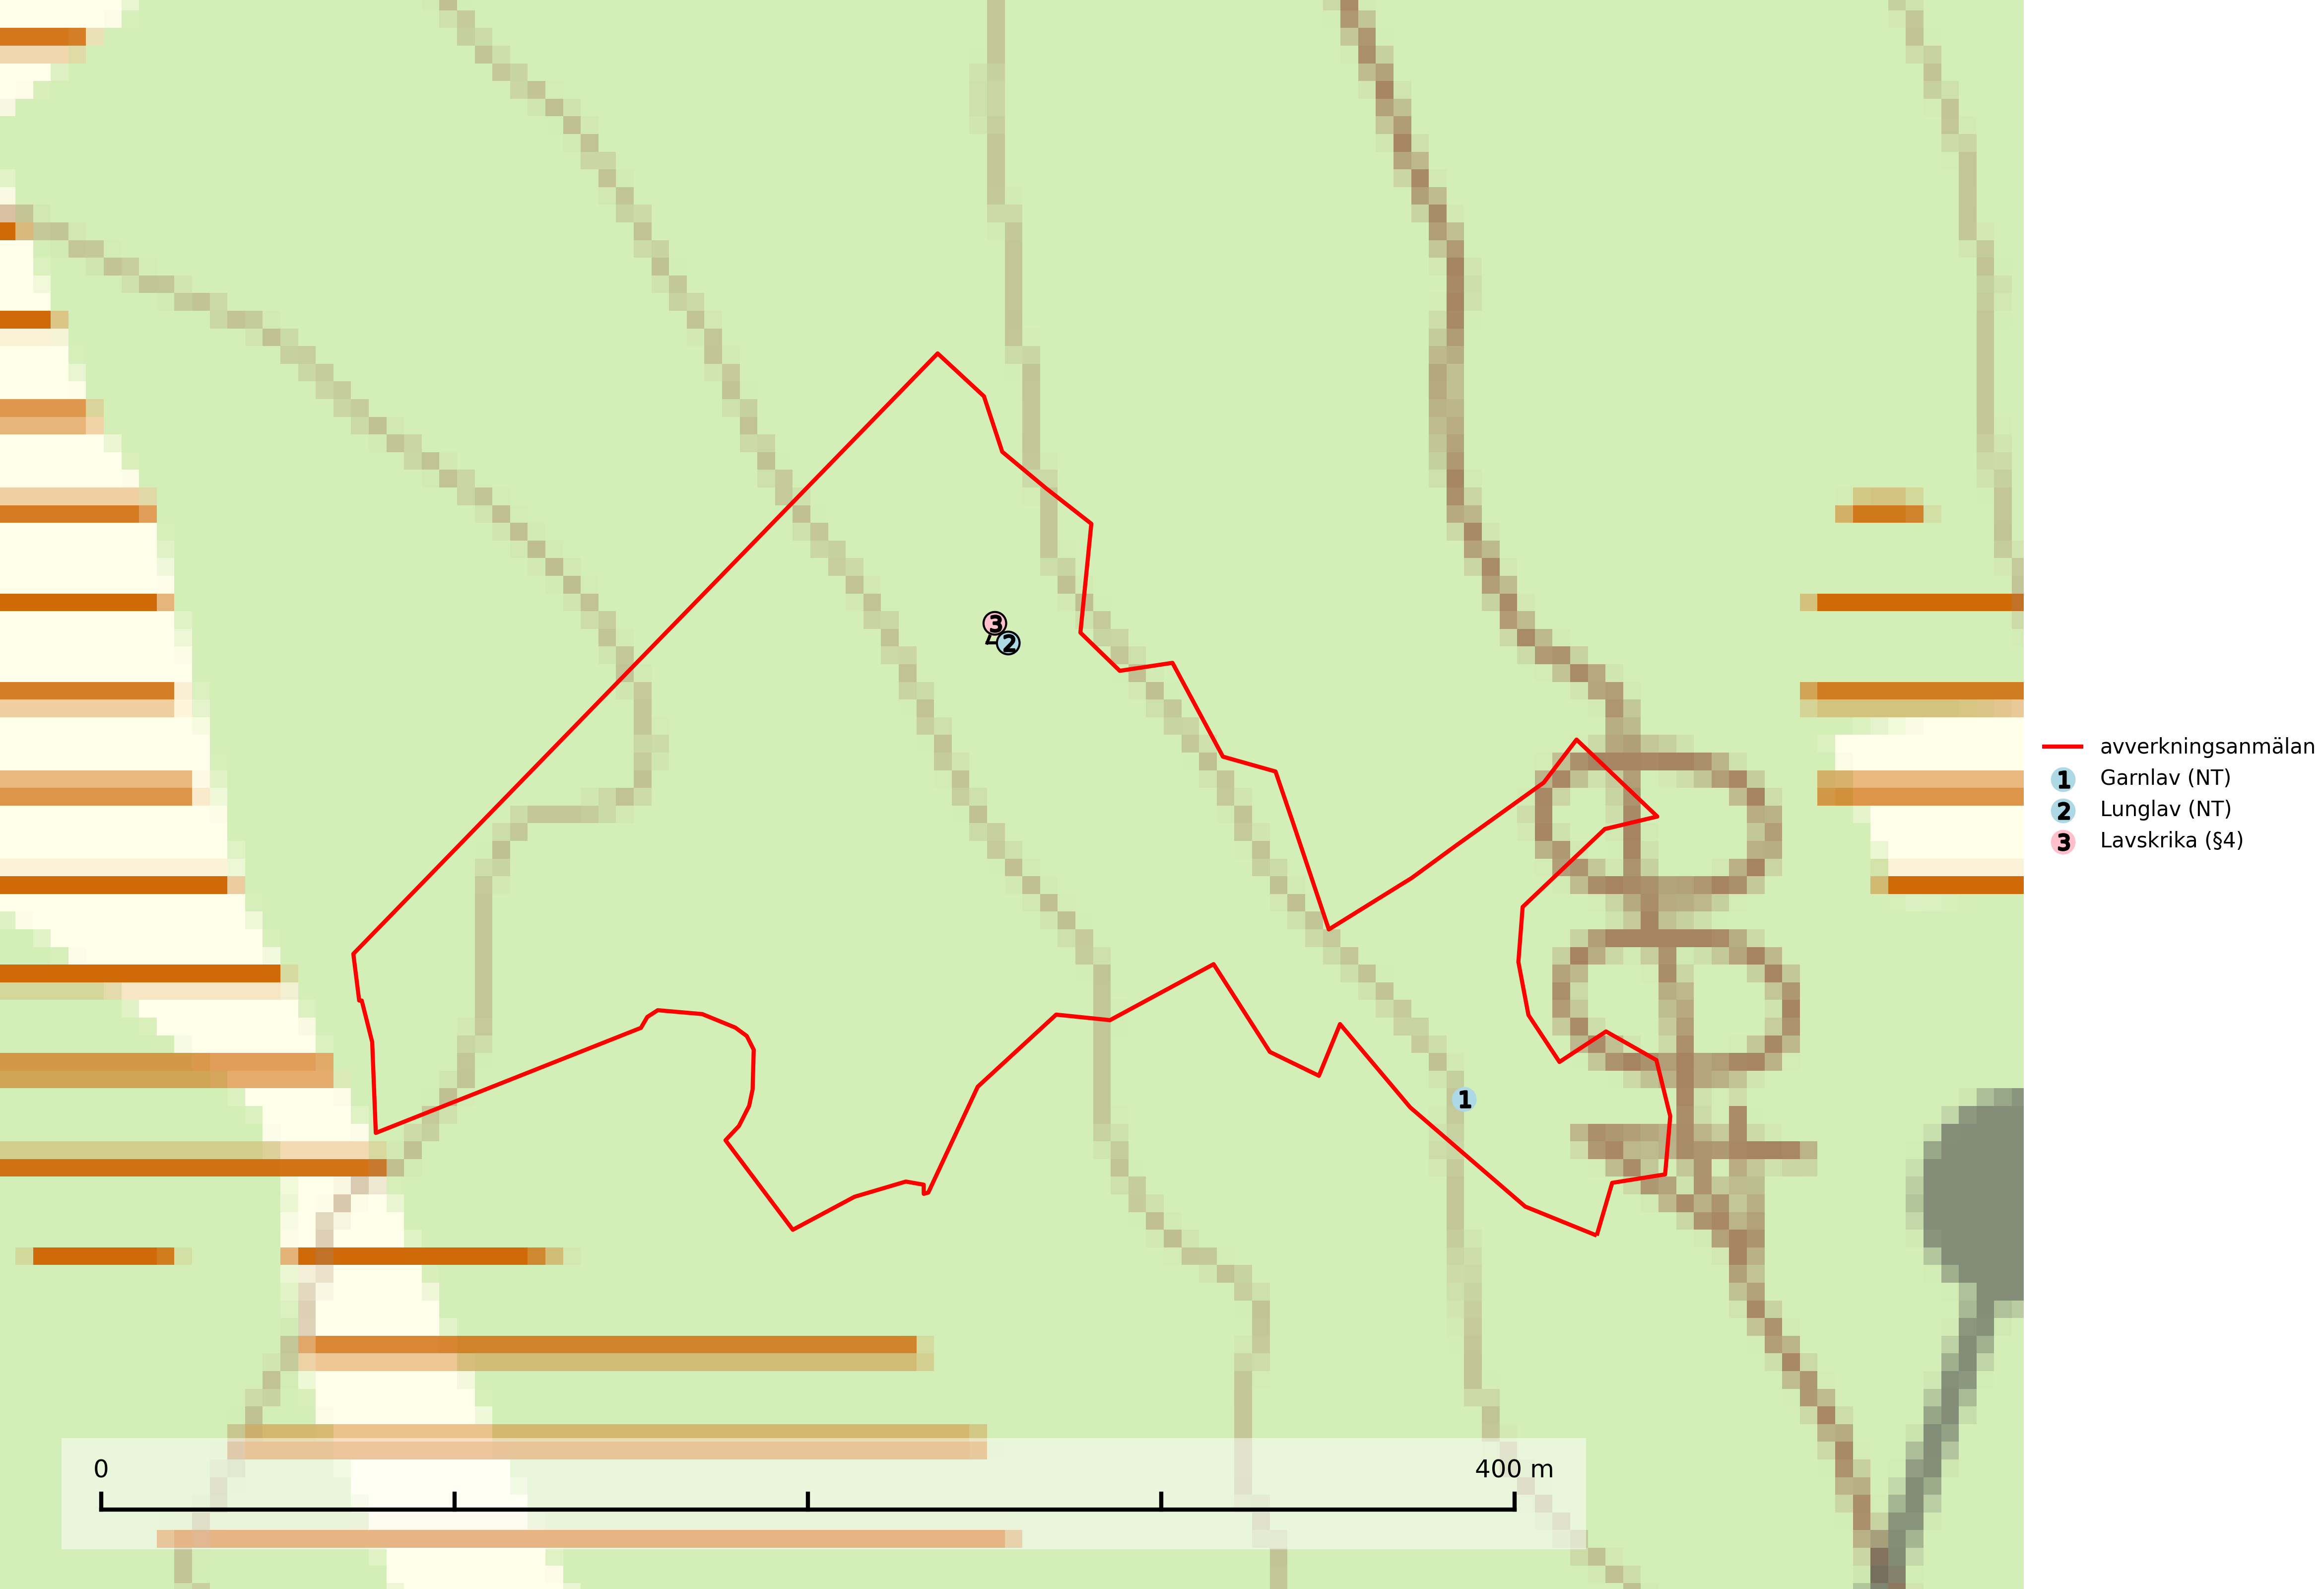 3
2
avverkningsanmälan
1 Garnlav (NT)
2 Lunglav (NT)
3 Lavskrika (§4)
1
0 400 m